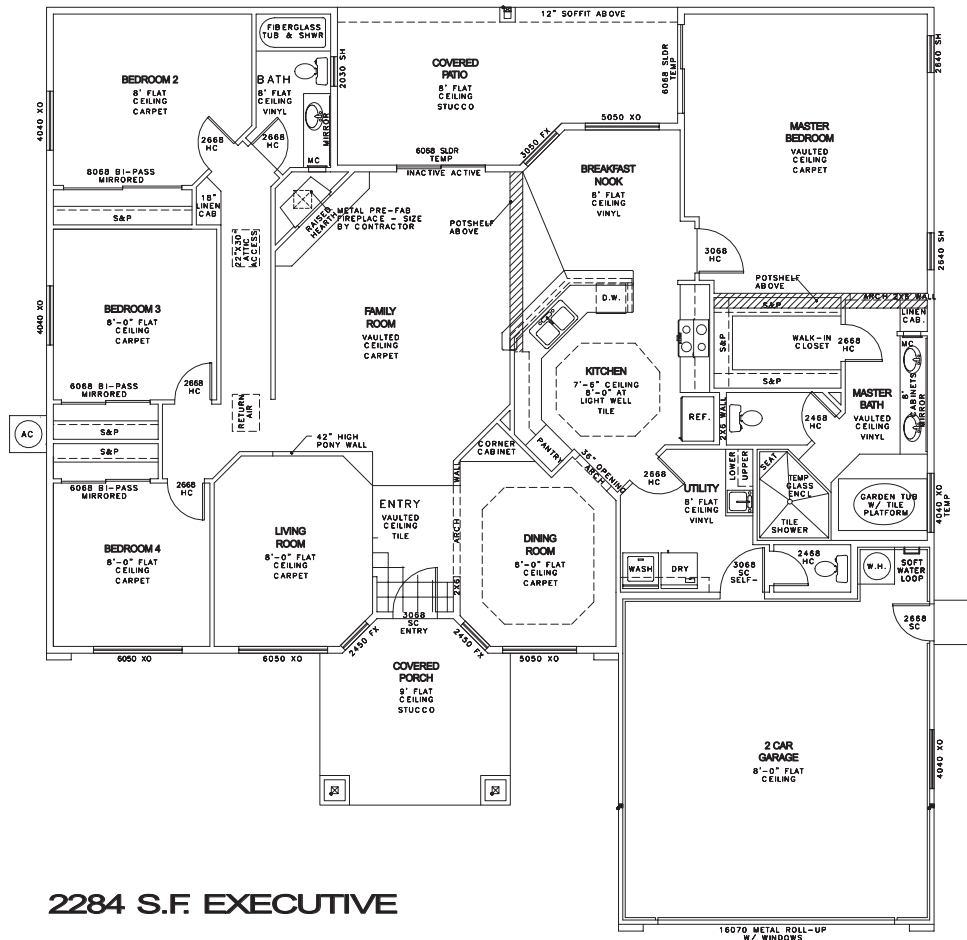 12" SOFFIT ABOVE
FIBERGLASS
TUB & SHWR
BEDROOM 2
8' FLAT
CEILING
CARPET
BATH
8' FLAT
CEILING
VINYL
MIRROR
MC
2030 SH
COVERED
PATIO
8' FLAT
CEILING
STUCCO
6068 SLDR
TEMP
2640 SH
MASTER
BEDROOM
VAULTED
CEILING
CARPET
4040 XO
2668
HC
2668
HC
6068 SLDR
TEMP
INACTIVE ACTIVE
3050 FX
5050 XO
BREAKFAST
NOOK
8' FLAT
CEILING
VINYL
8068 BI-PASS
MIRRORED
S&P
18"
LINEN
CAB
RAISED
HEARTH
METAL PRE-FAB
FIREPLACE - SIZE
BY CONTRACTOR
POTSHELF
ABOVE
22"X30"
ATTIC
ACCESS
3068
HC
2640 SH
POTSHELF
ABOVE
ARCH 2X6 WALL
BEDROOM 3
8'-0" FLAT
CEILING
CARPET
4040 XO
FAMILY
ROOM
VAULTED
CEILING
CARPET
D.W.
S&P
S&P
S&P
WALK-IN
CLOSET
LINEN
CAB.
2668
HC
MC
KITCHEN
7'-6" CEILING
8'-0" AT
LIGHT WELL
TILE
2668
HC
6068 BI-PASS
MIRRORED
RETURN
AIR
REF.
2X6 WALL
2468
HC
MASTER
BATH
VAULTED
CEILING
VINYL
8'
CABINETS
MIRROR
AC
S&P
S&P
42" HIGH
PONY WALL
CORNER
CABINET
PANTRY
36" OPENING
ARCH
2668
HC
6068 BI-PASS
MIRRORED
2668
HC
UTILITY
8' FLAT
CEILING
VINYL
LOWER
UPPER
SEAT
TEMP
GLASS
ENCL
TILE
SHOWER
GARDEN TUB
W/ TILE
PLATFORM
4040 XO
TEMP
ENTRY
VAULTED
CEILING
TILE
2X6 ARCH WALL
BEDROOM 4
8'-0" FLAT
CEILING
CARPET
LIVING
ROOM
8'-0" FLAT
CEILING
CARPET
DINING
ROOM
8'-0" FLAT
CEILING
CARPET
WASH
DRY
3068
SC
SELF-
2468
HC
W.H.
SOFT
WATER
LOOP
3068
SC
ENTRY
2668
SC
2450 FX
2450 FX
6050 XO
6050 XO
5050 XO
COVERED
PORCH
9' FLAT
CEILING
STUCCO
2 CAR
GARAGE
8'-0" FLAT
CEILING
4040 XO
2284 S.F. EXECUTIVE
16070 METAL ROLL-UP
W/ WINDOWS